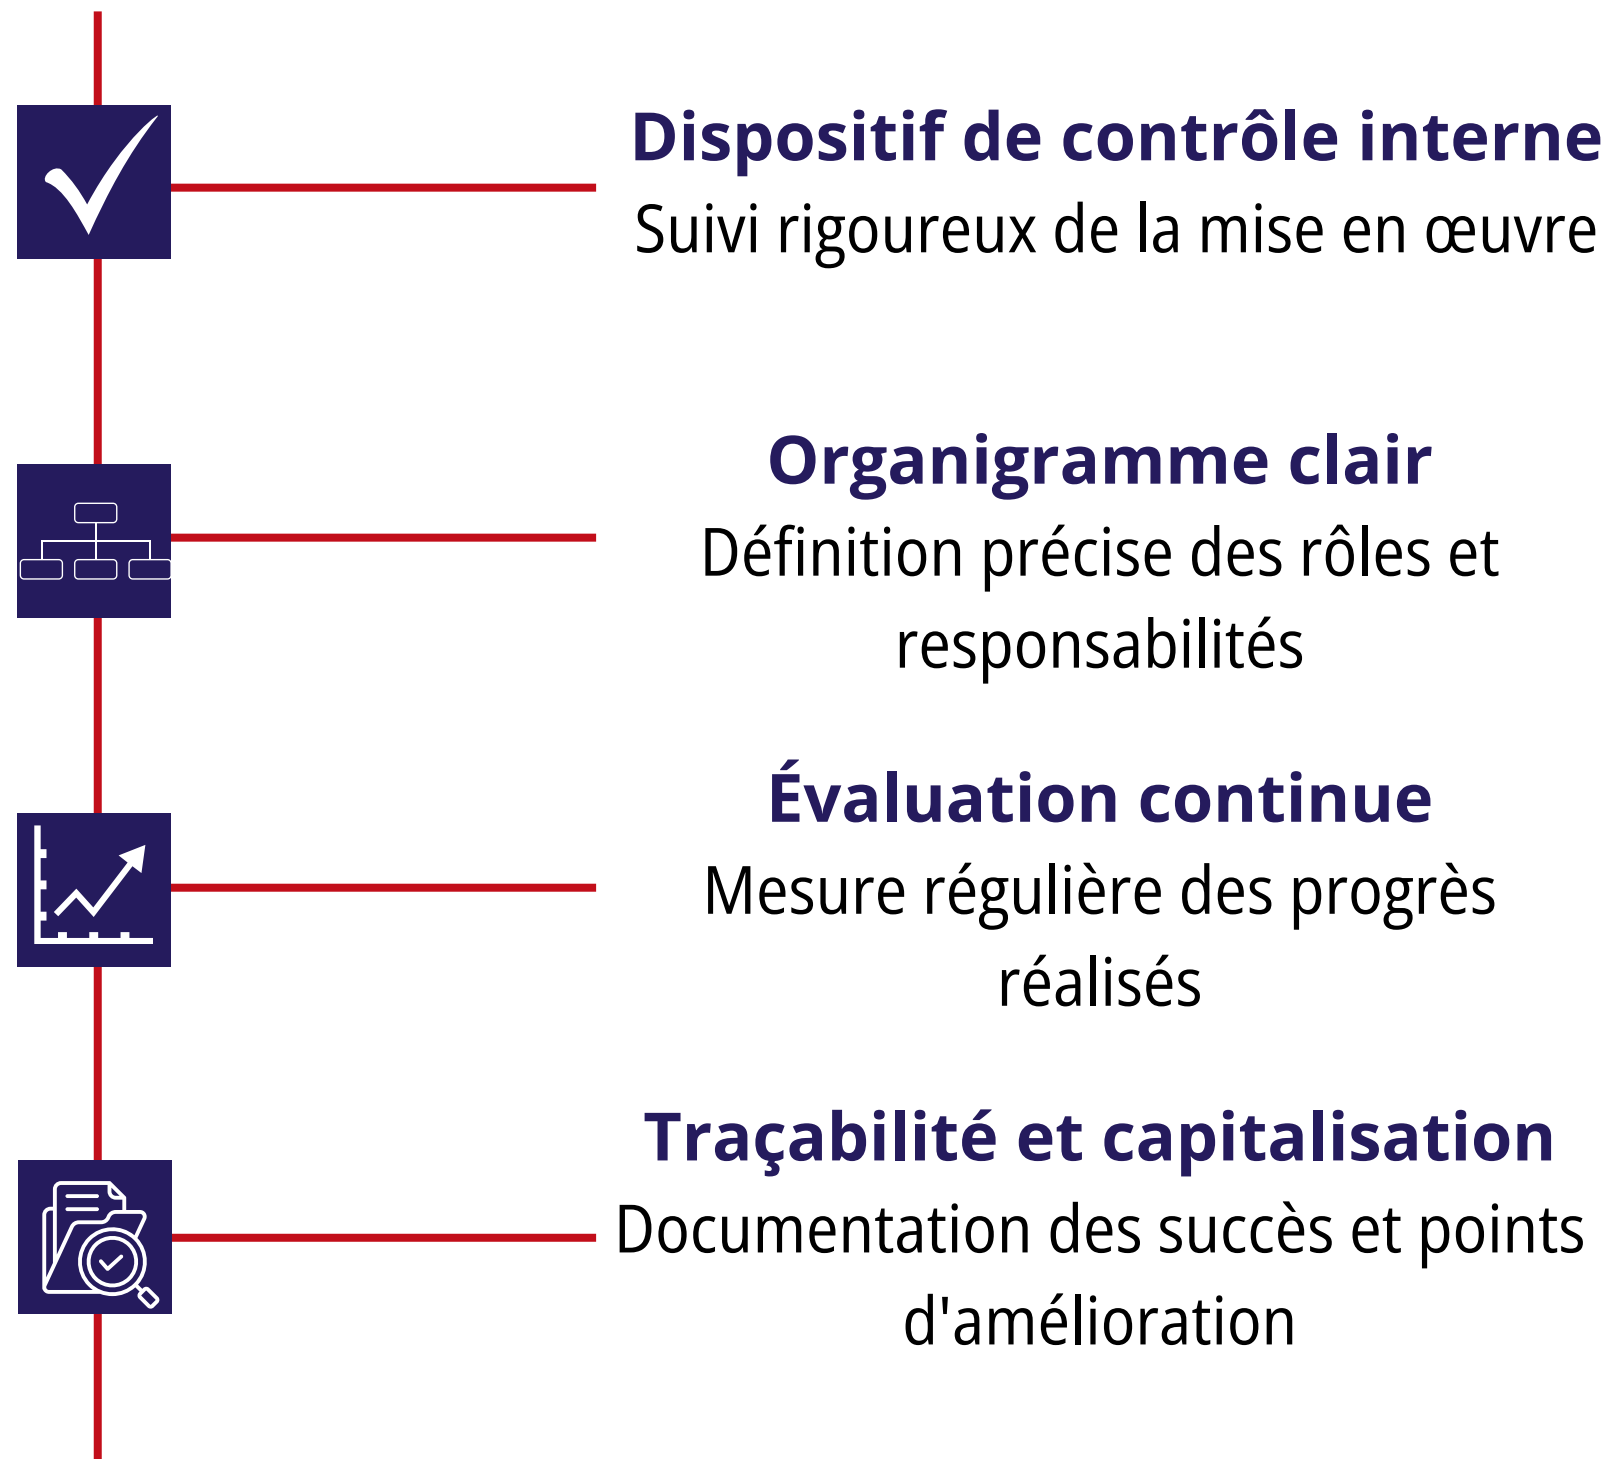 Dispositif de contrôle interne
Suivi rigoureux de la mise en œuvre
Organigramme clair
Définition précise des rôles et
responsabilités
Évaluation continue
Mesure régulière des progrès
réalisés
Traçabilité et capitalisation
Documentation des succès et points
d'amélioration